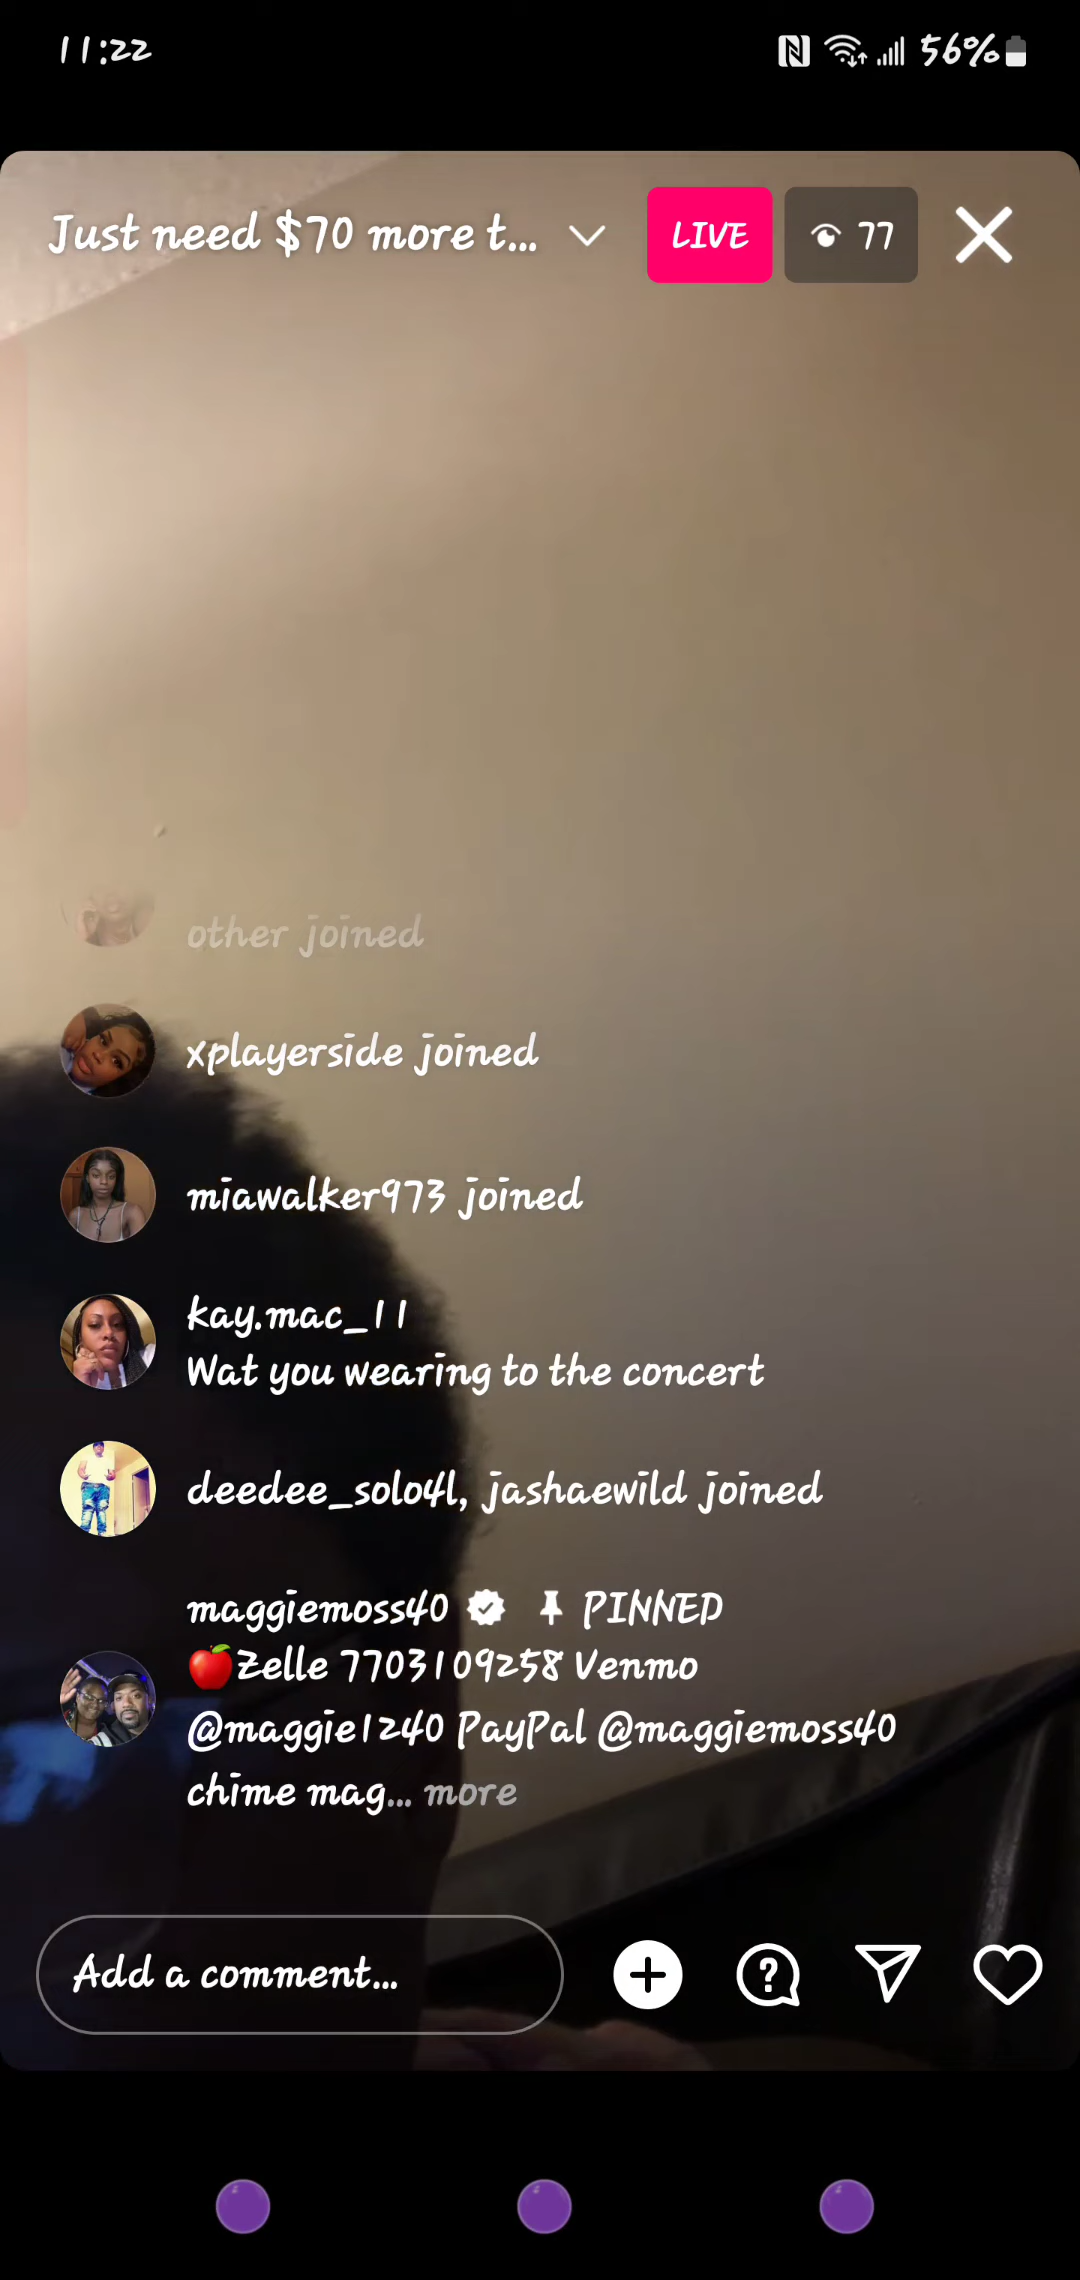 11:22
56%
Just need $70 more t...
LIVE
77
other joined
xplayerside joined
miawalker973 joined
kay.mac_11
Wat you wearing to the concert
deedee_solo4l, jashaewild joined
maggiemoss40 PINNED
🍎Zelle 7703109258 Venmo
@maggie1240 PayPal @maggiemoss40
chime mag... more
Add a comment...